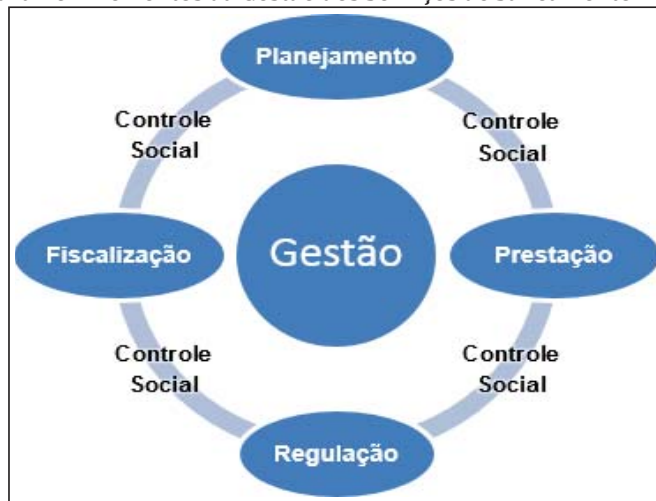 Planejamento
Controle
Social
Controle
Social
Fiscalização
Gestão
Prestação
Controle
Social
Controle
Social
Regulação